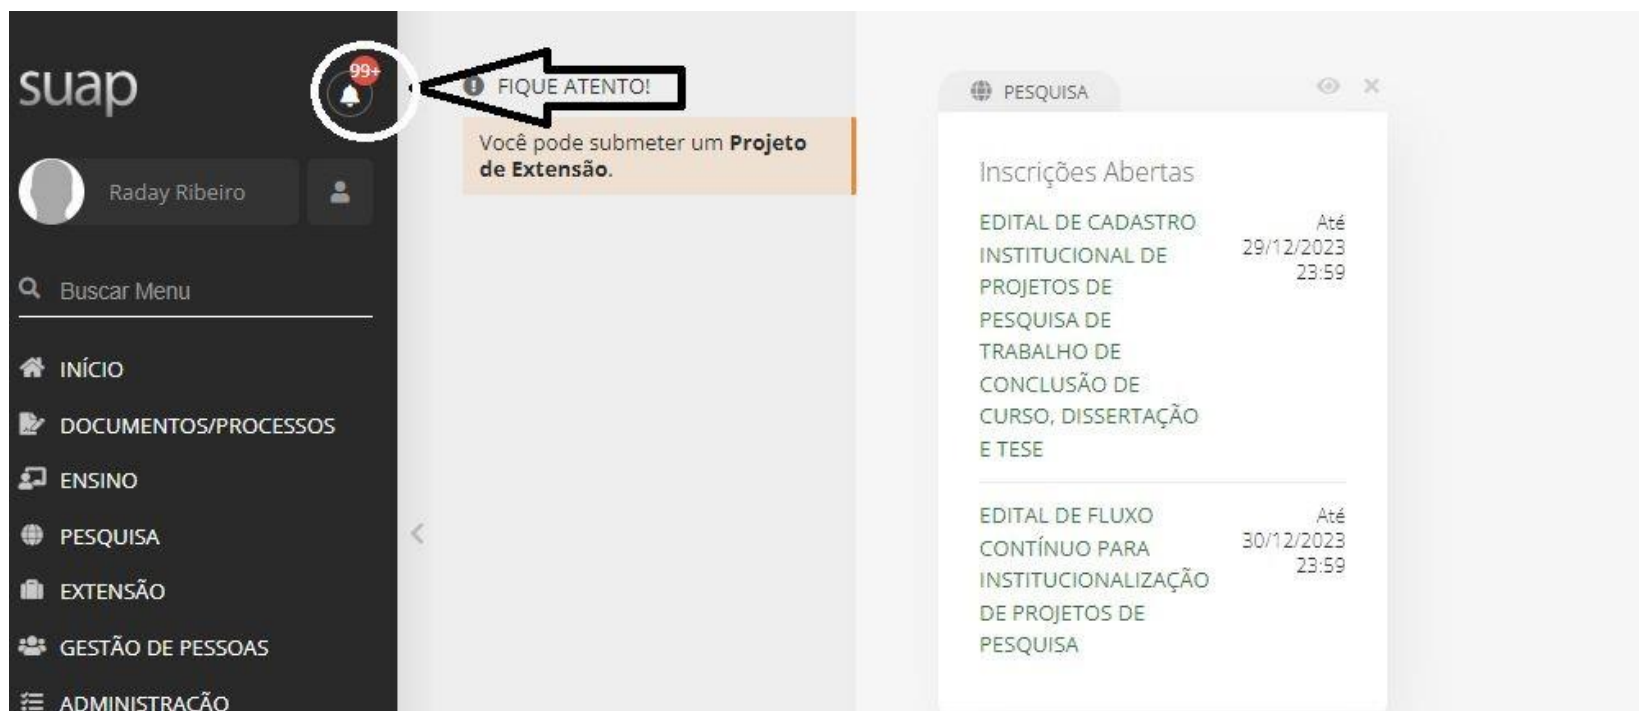 suap
99+
Raday Ribeiro
Buscar Menu
INÍCIO
DOCUMENTOS/PROCESSOS
ENSINO
PESQUISA
EXTENSÃO
GESTÃO DE PESSOAS
ADMINISTRAÇÃO
FIQUE ATENTO!
Você pode submeter um Projeto
de Extensão.
PESQUISA
Inscrições Abertas
EDITAL DE CADASTRO
INSTITUCIONAL DE
PROJETOS DE
PESQUISA DE
TRABALHO DE
CONCLUSÃO DE
CURSO, DISSERTAÇÃO
E TESE
Até
29/12/2023
23:59
EDITAL DE FLUXO
CONTÍNUO PARA
INSTITUCIONALIZAÇÃO
DE PROJETOS DE
PESQUISA
Até
30/12/2023
23:59